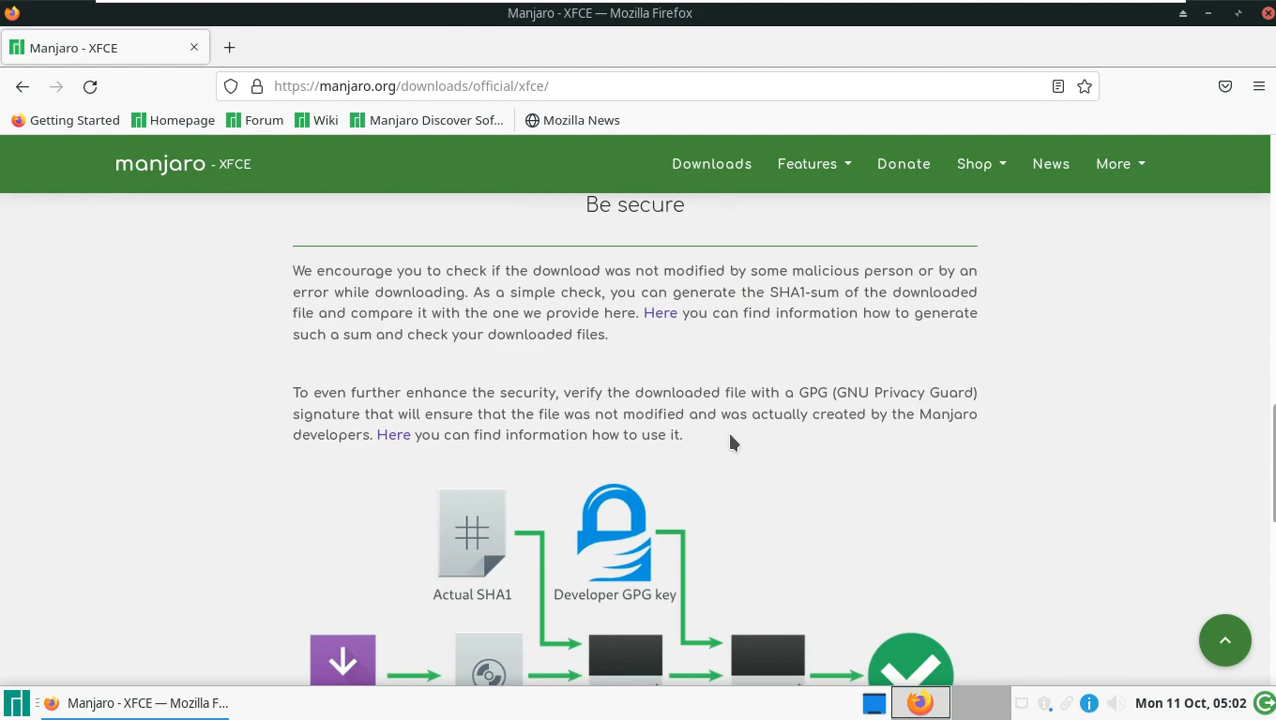 Manjaro - XFCE — Mozilla Firefox
Manjaro - XFCE
https://manjaro.org/downloads/official/xfce/
Getting Started Homepage Forum Wiki Manjaro Discover Sof... Mozilla News
manjaro - XFCE Downloads Features Donate Shop News More
Be secure
We encourage you to check if the download was not modified by some malicious person or by an
error while downloading. As a simple check, you can generate the SHA1-sum of the downloaded
file and compare it with the one we provide here. Here you can find information how to generate
such a sum and check your downloaded files.
To even further enhance the security, verify the downloaded file with a GPG (GNU Privacy Guard)
signature that will ensure that the file was not modified and was actually created by the Manjaro
developers. Here you can find information how to use it.
Actual SHA1 Developer GPG key
Manjaro - XFCE — Mozilla F... Mon 11 Oct, 05:02